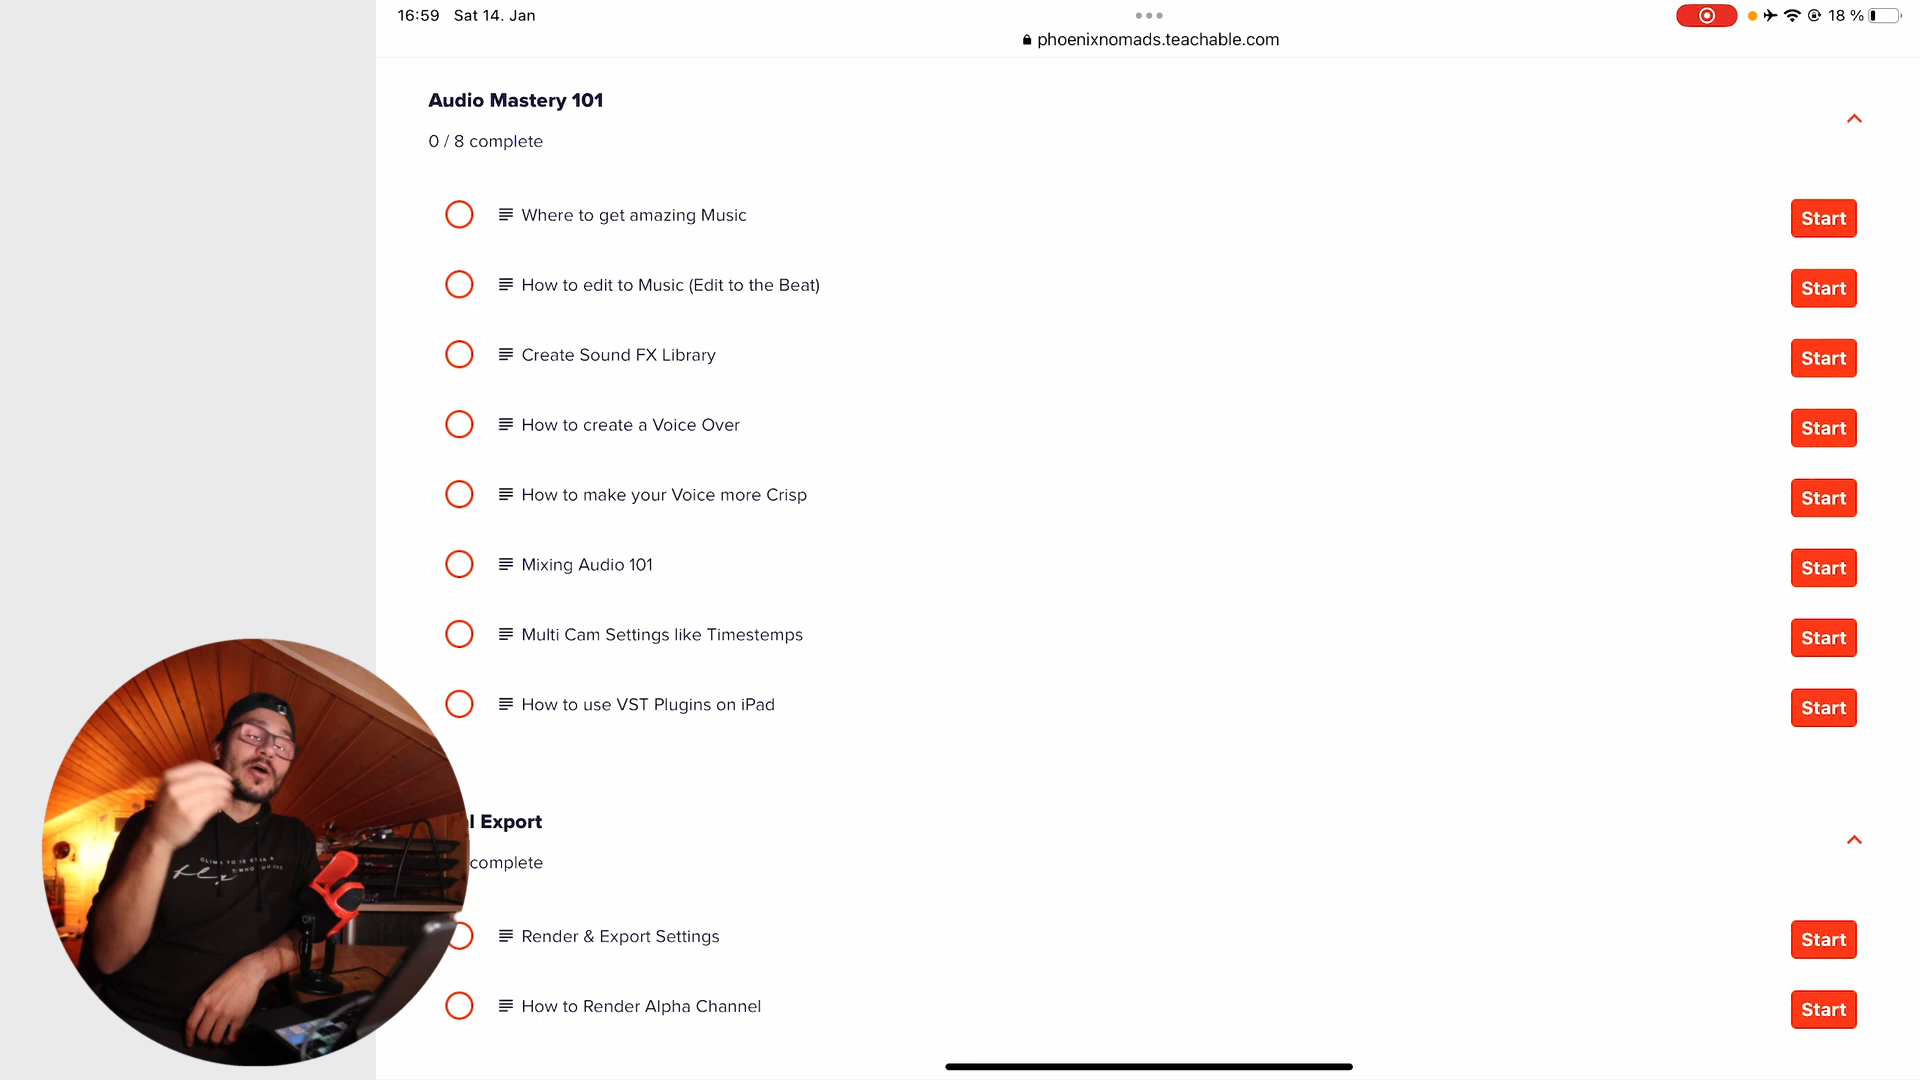 16:59 Sat 14. Jan
18 %
phoenixnomads.teachable.com
Audio Mastery 101
0 / 8 complete
Where to get amazing Music
Start
How to edit to Music (Edit to the Beat)
Start
Create Sound FX Library
Start
How to create a Voice Over
Start
How to make your Voice more Crisp
Start
Mixing Audio 101
Start
Multi Cam Settings like Timestemps
Start
How to use VST Plugins on iPad
Start
l Export
complete
Render & Export Settings
Start
How to Render Alpha Channel
Start